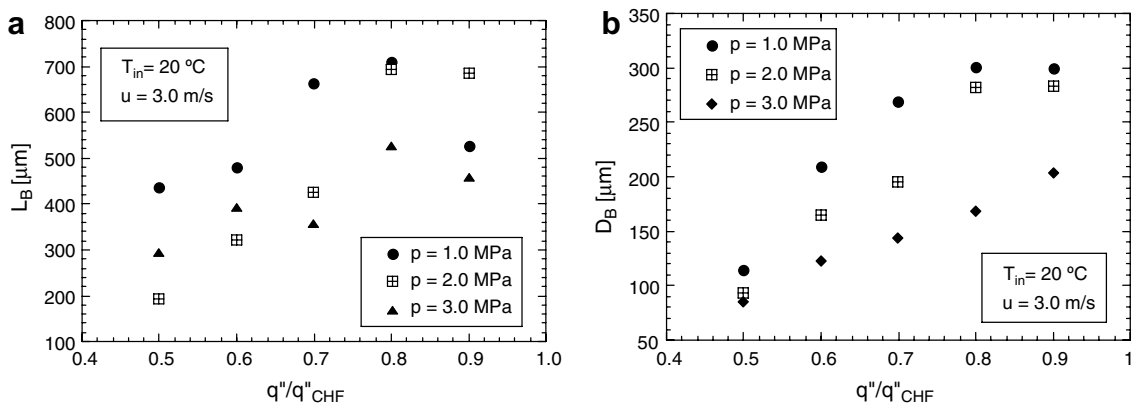 a
800
700
600
500
400
300
200
100
0.4 0.5 0.6 0.7 0.8 0.9 1.0
L_B [µm]
q"/q"_CHF
T_in= 20 ºC
u = 3.0 m/s
p = 1.0 MPa
p = 2.0 MPa
p = 3.0 MPa
b
350
300
250
200
150
100
50
0.4 0.5 0.6 0.7 0.8 0.9 1
D_B [µm]
q"/q"_CHF
p = 1.0 MPa
p = 2.0 MPa
p = 3.0 MPa
T_in= 20 ºC
u = 3.0 m/s